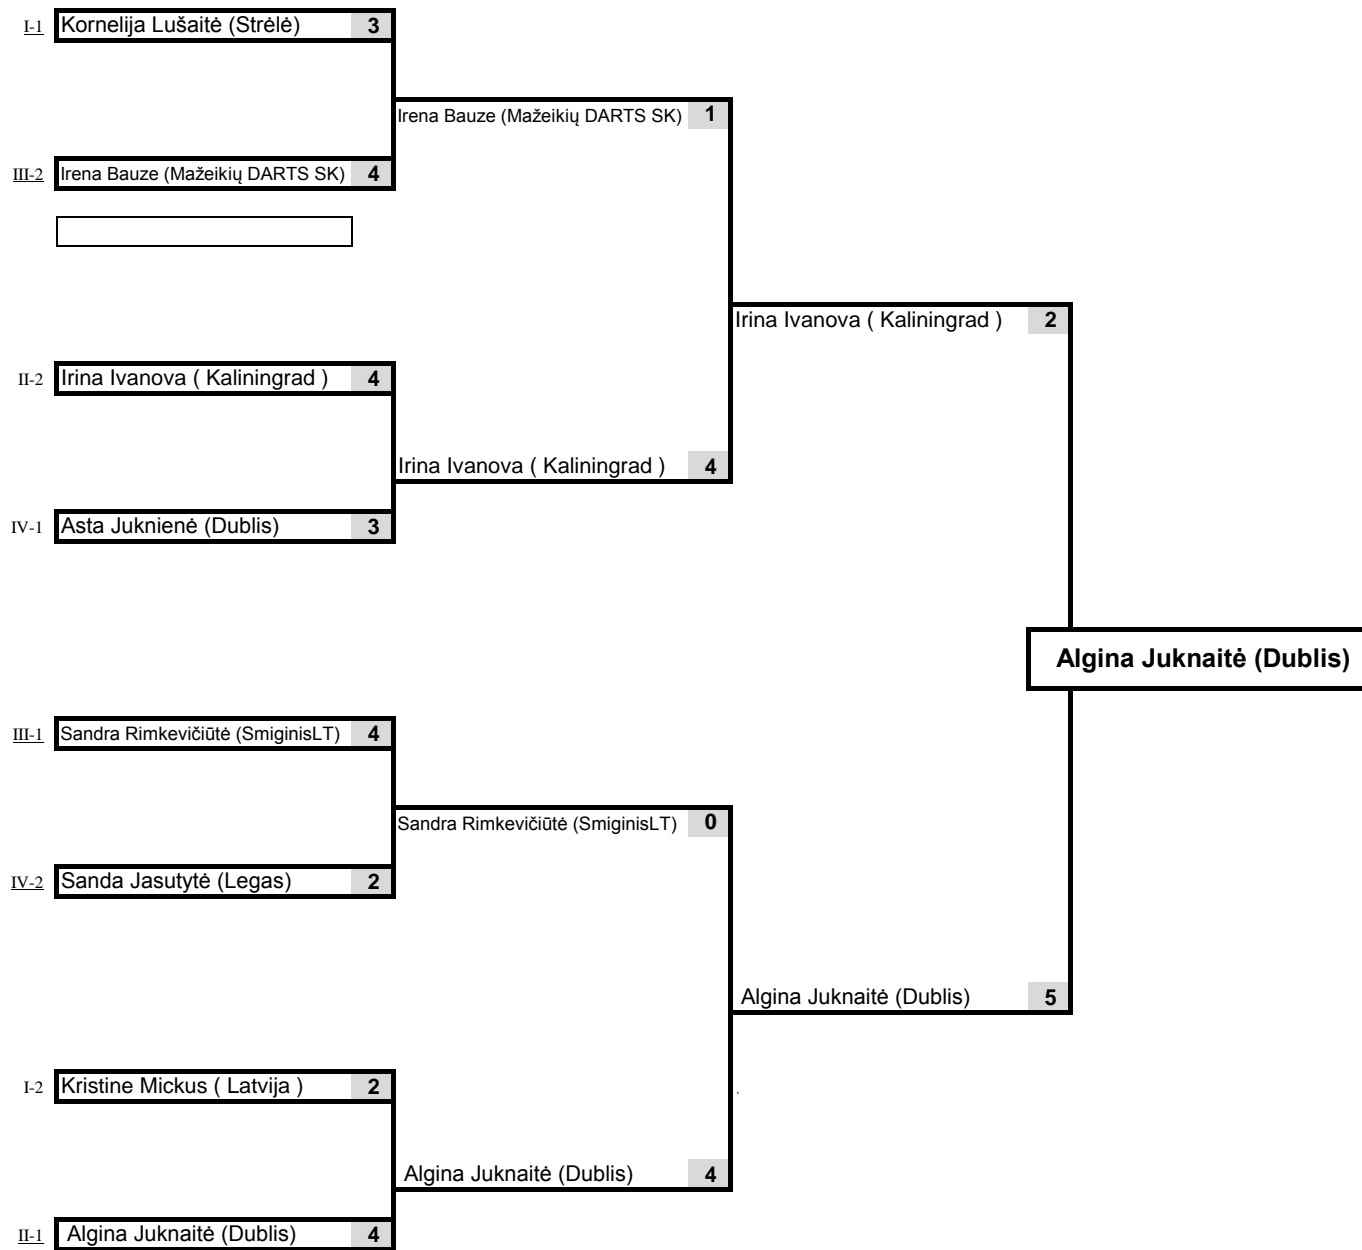 I-1 Kornelija Lušaitė (Strėlė) 3
Irena Bauze (Mažeikių DARTS SK) 1
III-2 Irena Bauze (Mažeikių DARTS SK) 4
Irina Ivanova ( Kaliningrad ) 2
II-2 Irina Ivanova ( Kaliningrad ) 4
Irina Ivanova ( Kaliningrad ) 4
IV-1 Asta Juknienė (Dublis) 3
Algina Juknaitė (Dublis)
III-1 Sandra Rimkevičiūtė (SmiginisLT) 4
Sandra Rimkevičiūtė (SmiginisLT) 0
IV-2 Sanda Jasutytė (Legas) 2
Algina Juknaitė (Dublis) 5
I-2 Kristine Mickus ( Latvija ) 2
,
Algina Juknaitė (Dublis) 4
II-1 Algina Juknaitė (Dublis) 4